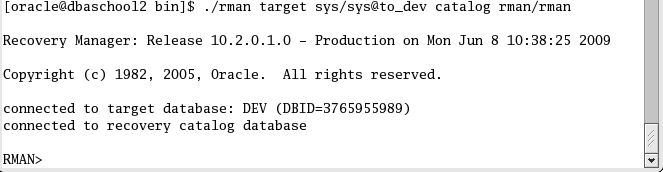 [oracle@dbaschool2 bin]$ ./rman target sys/sys@to_dev catalog rman/rman
Recovery Manager: Release 10.2.0.1.0 - Production on Mon Jun 8 10:38:25 2009
Copyright (c) 1982, 2005, Oracle.  All rights reserved.
connected to target database: DEV (DBID=3765955989)
connected to recovery catalog database
RMAN>